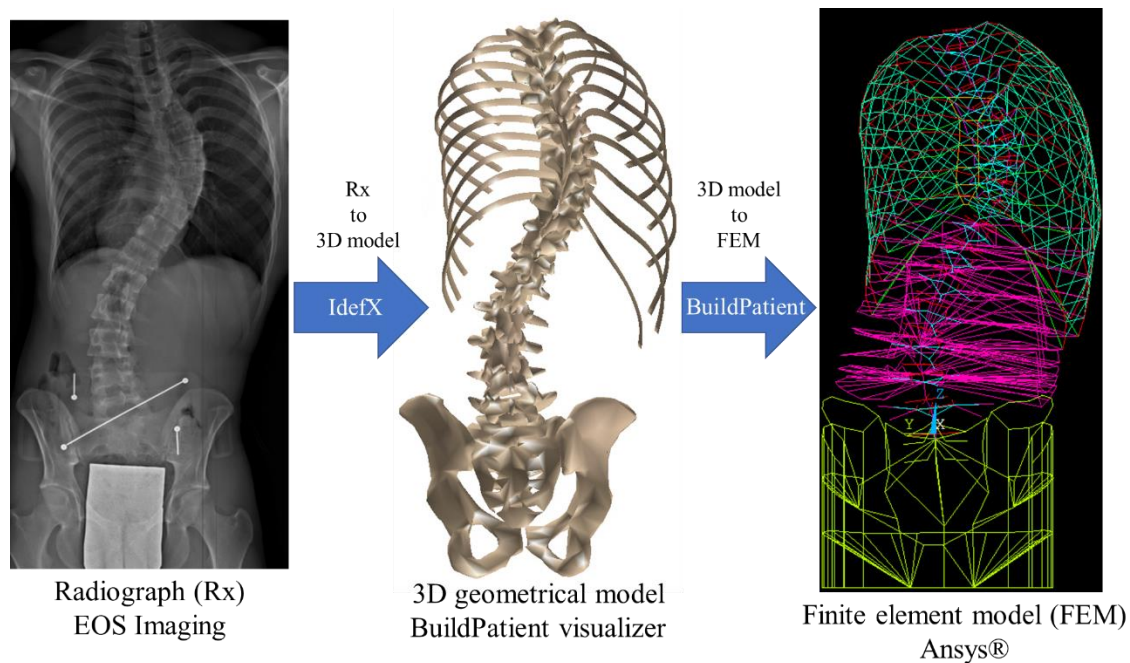 Rx
to
3D model
IdefX
3D model
to
FEM
BuildPatient
Z
Y
X
Radiograph (Rx)
EOS Imaging
3D geometrical model
BuildPatient visualizer
Finite element model (FEM)
Ansys®